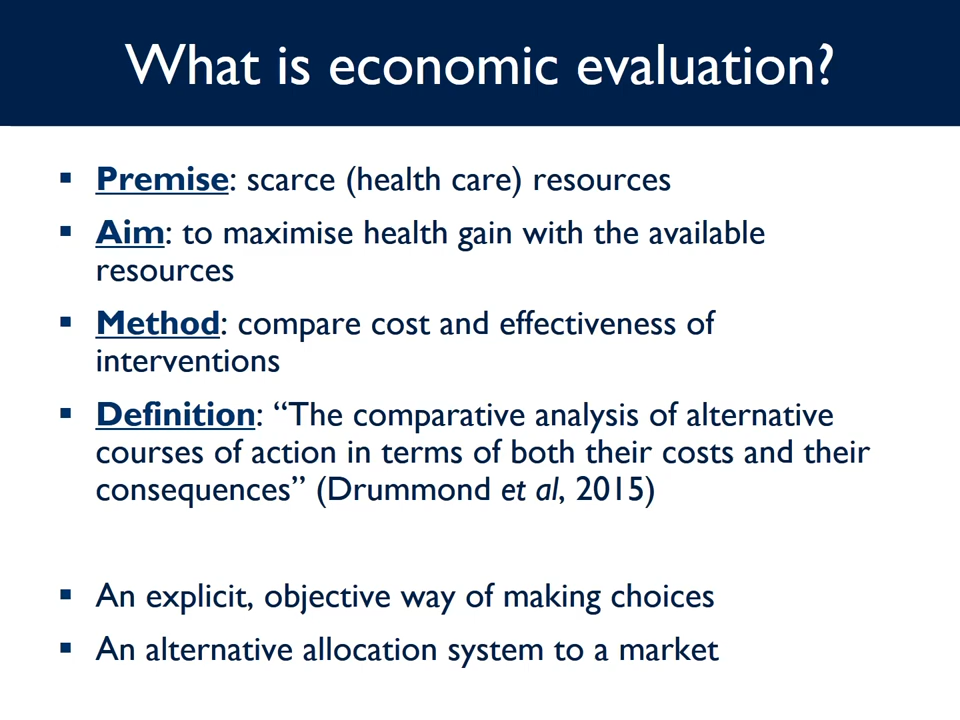 What is economic evaluation?
▪ Premise: scarce (health care) resources
▪ Aim: to maximise health gain with the available
resources
▪ Method: compare cost and effectiveness of
interventions
▪ Definition: “The comparative analysis of alternative
courses of action in terms of both their costs and their
consequences” (Drummond et al, 2015)
▪ An explicit, objective way of making choices
▪ An alternative allocation system to a market